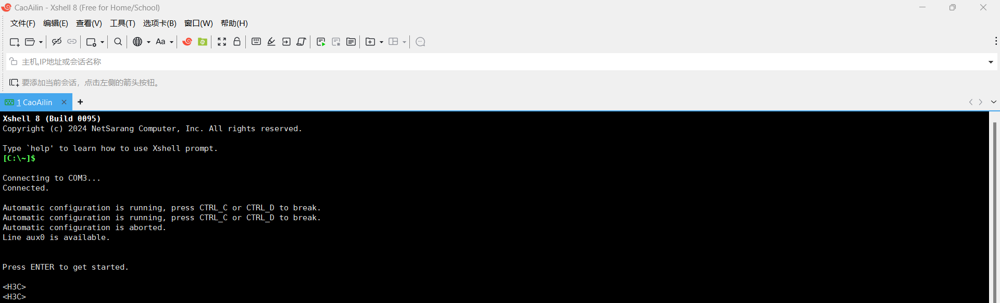 CaoAilin - Xshell 8 (Free for Home/School)
文件(F) 编辑(E) 查看(V) 工具(T) 选项卡(B) 窗口(W) 帮助(H)
Aa
主机,IP地址或会话名称
要添加当前会话，点击左侧的箭头按钮。
1 CaoAilin
Xshell 8 (Build 0095)
Copyright (c) 2024 NetSarang Computer, Inc. All rights reserved.
Type `help' to learn how to use Xshell prompt.
[C:\~]$
Connecting to COM3...
Connected.
Automatic configuration is running, press CTRL_C or CTRL_D to break.
Automatic configuration is running, press CTRL_C or CTRL_D to break.
Automatic configuration is aborted.
Line aux0 is available.
Press ENTER to get started.
<H3C>
<H3C>